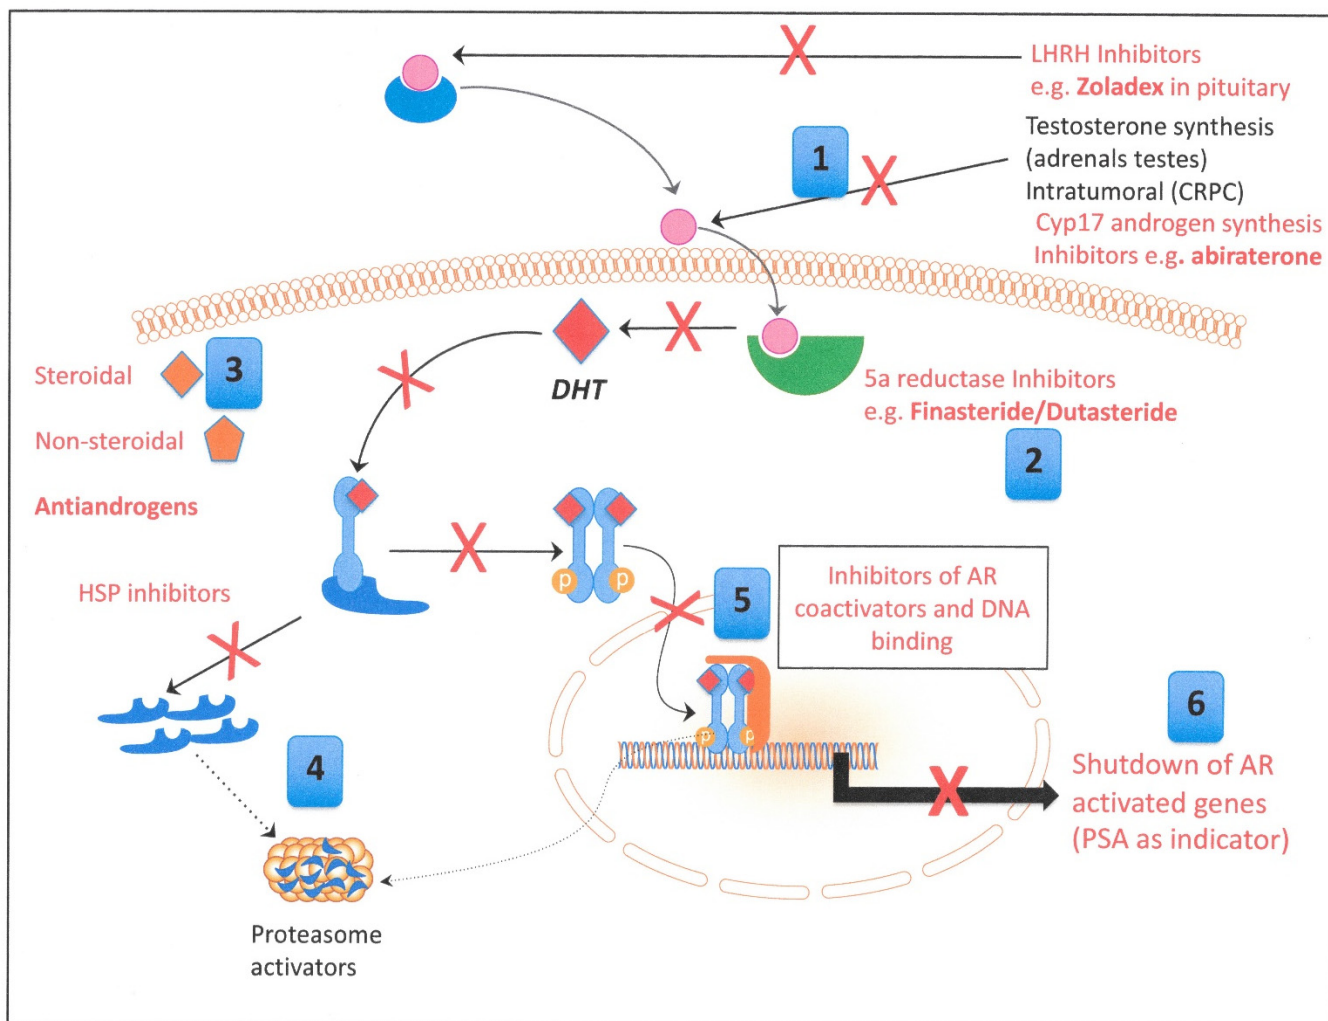 LHRH Inhibitors
e.g. Zoladex in pituitary
1
Testosterone synthesis
(adrenals testes)
Intratumoral (CRPC)
Cyp17 androgen synthesis
Inhibitors e.g. abiraterone
Steroidal
3
Non-steroidal
Antiandrogens
DHT
5a reductase Inhibitors
e.g. Finasteride/Dutasteride
2
HSP inhibitors
p
p
5
Inhibitors of AR
coactivators and DNA
binding
p
p
6
Shutdown of AR
activated genes
(PSA as indicator)
4
Proteasome
activators